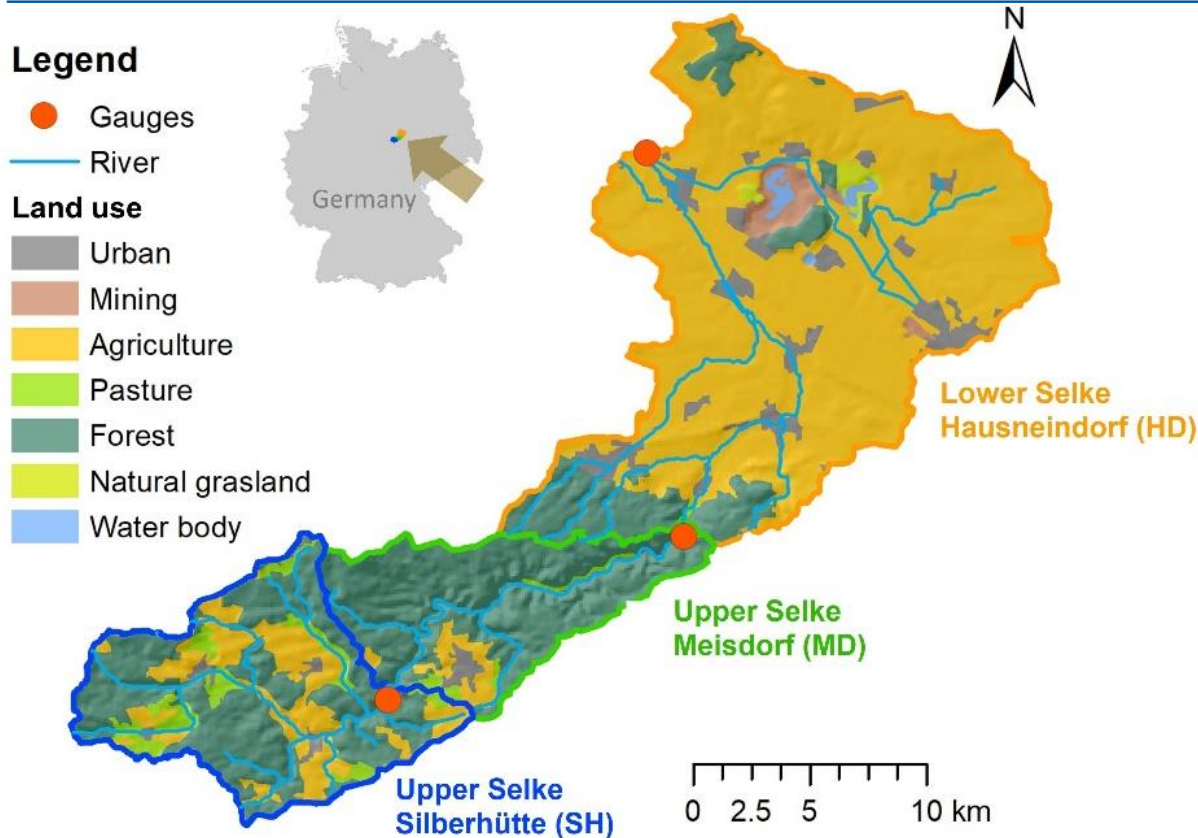 Legend
Gauges
River
Land use
Urban
Mining
Agriculture
Pasture
Forest
Natural grasland
Water body
Germany
N
Lower Selke
Hausneindorf (HD)
Upper Selke
Meisdorf (MD)
Upper Selke
Silberhütte (SH)
0 2.5 5 10 km